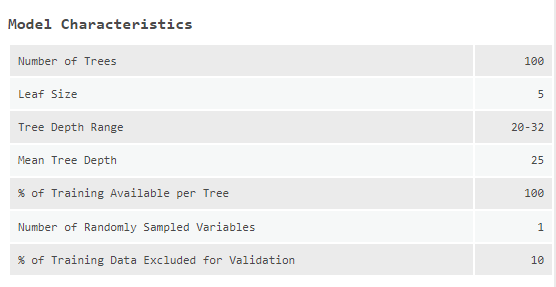 Model Characteristics
Number of Trees 100
Leaf Size 5
Tree Depth Range 20-32
Mean Tree Depth 25
% of Training Available per Tree 100
Number of Randomly Sampled Variables 1
% of Training Data Excluded for Validation 10